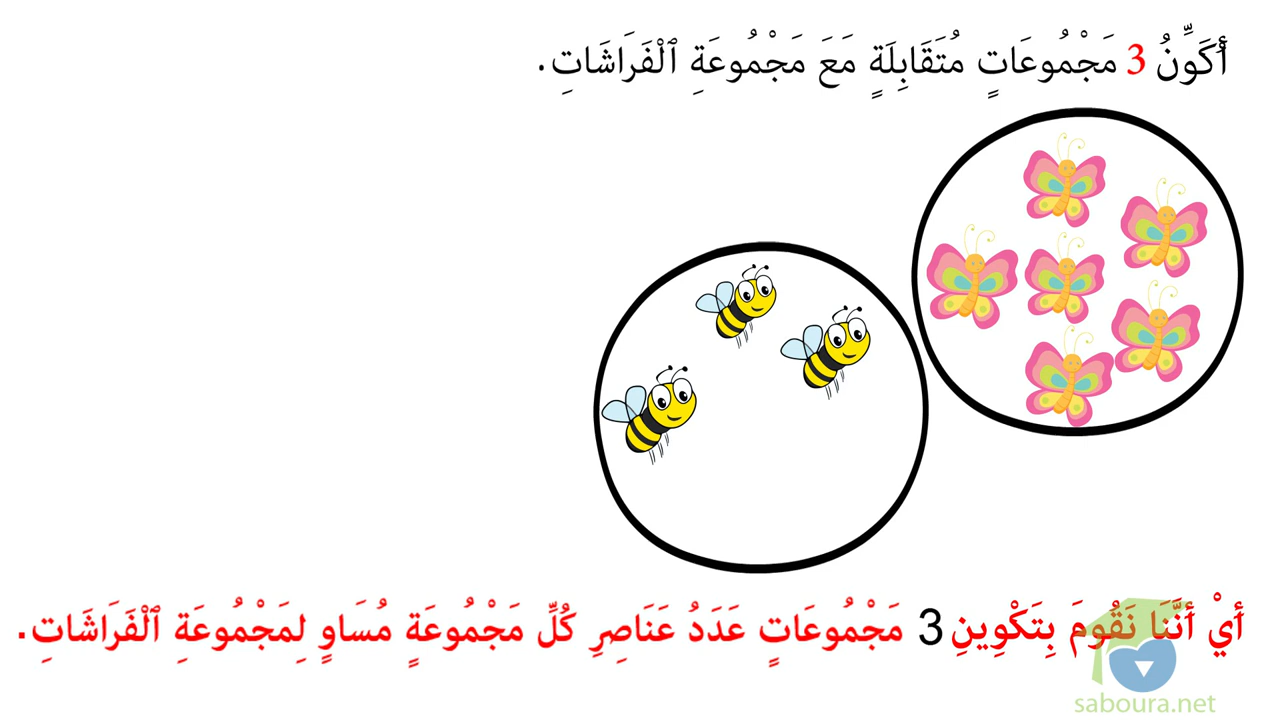 أُكَوِّنُ 3 مَجْمُوعَاتٍ مُتَقَابِلَةٍ مَعَ مَجْمُوعَةِ ٱلْفَرَاشَاتِ.
أَيْ أَنَّنَا نَقُومَ بِتَكْوِينِ 3 مَجْمُوعَاتٍ عَدَدُ عَنَاصِرِ كُلِّ مَجْمُوعَةٍ مُسَاوٍ لِمَجْمُوعَةِ ٱلْفَرَاشَاتِ.
saboura.net